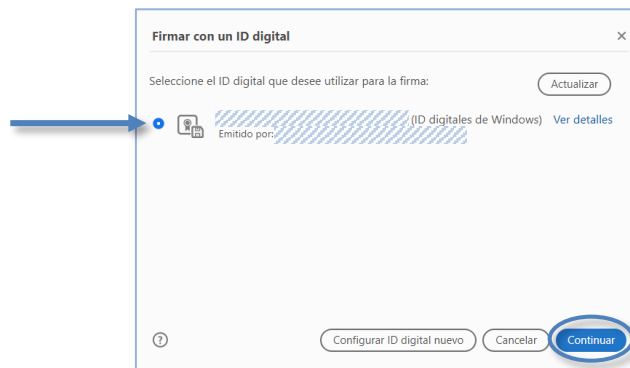 Firmar con un ID digital
Seleccione el ID digital que desee utilizar para la firma:
Actualizar
(ID digitales de Windows) Ver detalles
Emitido por:
Configurar ID digital nuevo Cancelar Continuar